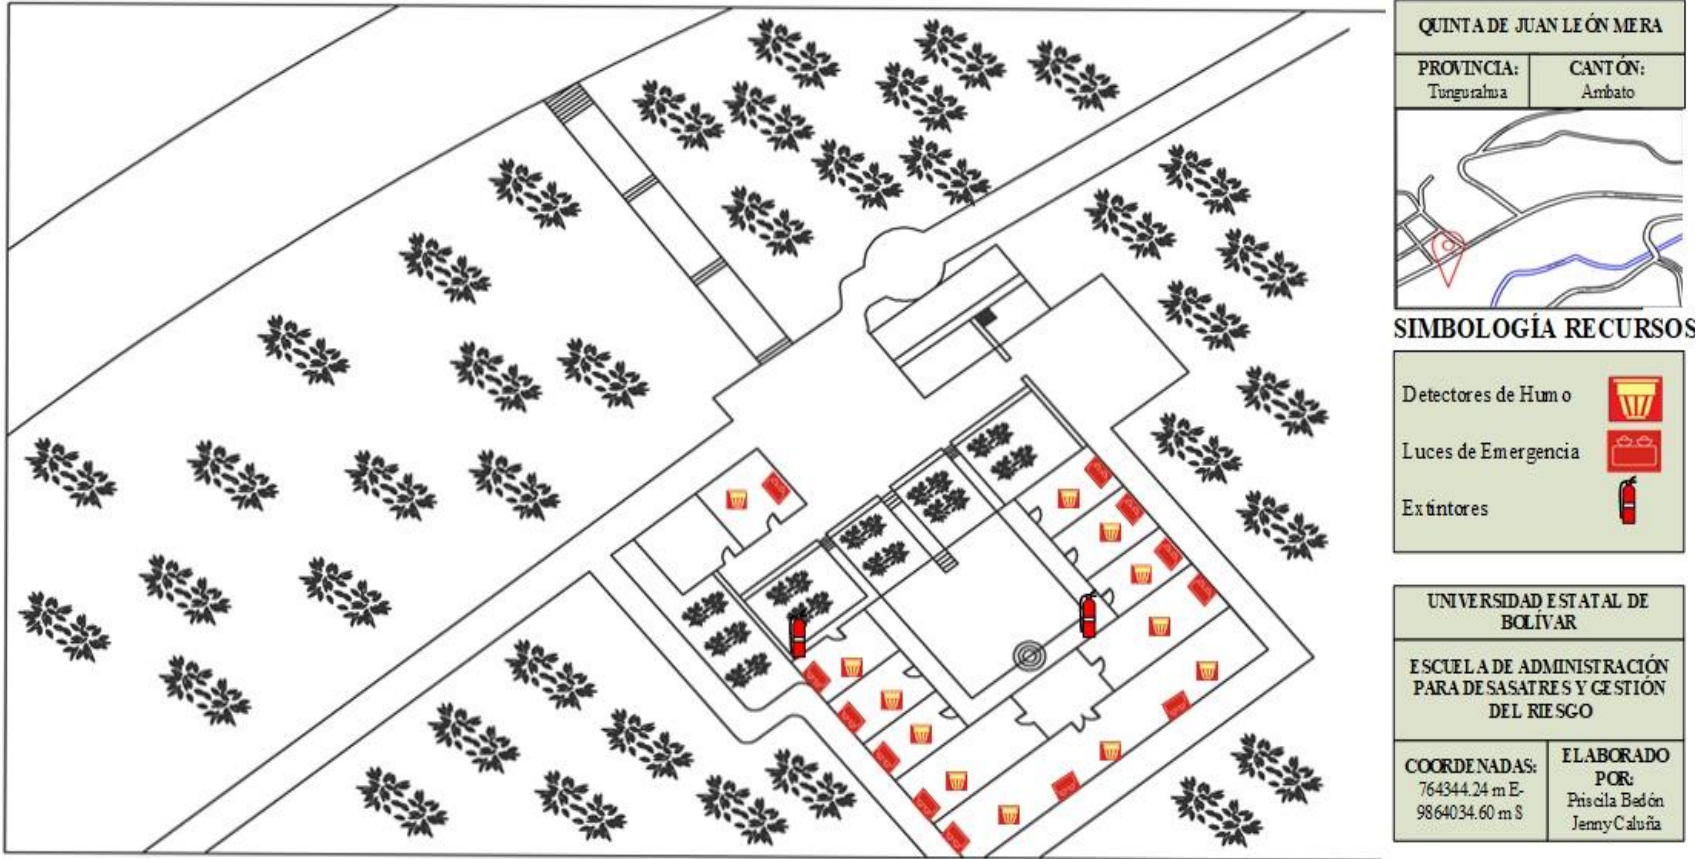 QUINTA DE JUAN LEÓN MERA
PROVINCIA:
Tungurahua
CANTÓN:
Ambato
SIMBOLOGÍA RECURSOS
Detectores de Humo
Luces de Emergencia
Extintores
UNIVERSIDAD ESTATAL DE
BOLÍVAR
ESCUELA DE ADMINISTRACIÓN
PARA DESASATRES Y GESTIÓN
DEL RIESGO
COORDENADAS:
764344.24 m E-
9864034.60 m S
ELABORADO
POR:
Priscila Bedón
Jenny Caluña